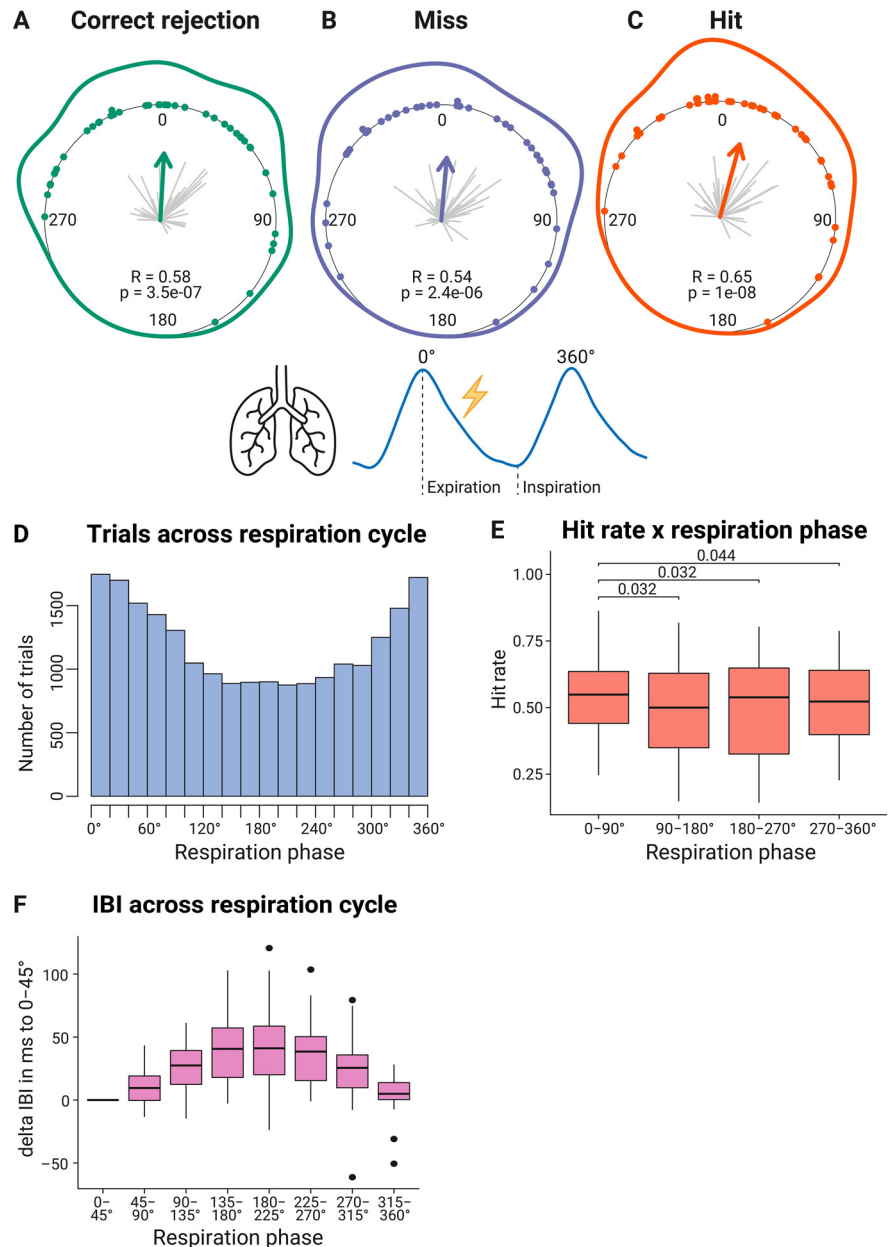 A Correct rejection
B Miss
C Hit
0
270
90
R = 0.58
p = 3.5e-07
180
0
270
90
R = 0.54
p = 2.4e-06
180
0
270
90
R = 0.65
p = 1e-08
180
0° 360°
Expiration Inspiration
D Trials across respiration cycle
Number of trials
1500
1000
500
0
0° 60° 120° 180° 240° 300° 360°
Respiration phase
E Hit rate x respiration phase
0.044
0.032
0.032
Hit rate
1.00
0.75
0.50
0.25
0−90° 90−180° 180−270° 270−360°
Respiration phase
F IBI across respiration cycle
delta IBI in ms to 0−45°
100
50
0
−50
0−
45°
45−
90°
90−
135°
135−
180°
180−
225°
225−
270°
270−
315°
315−
360°
Respiration phase